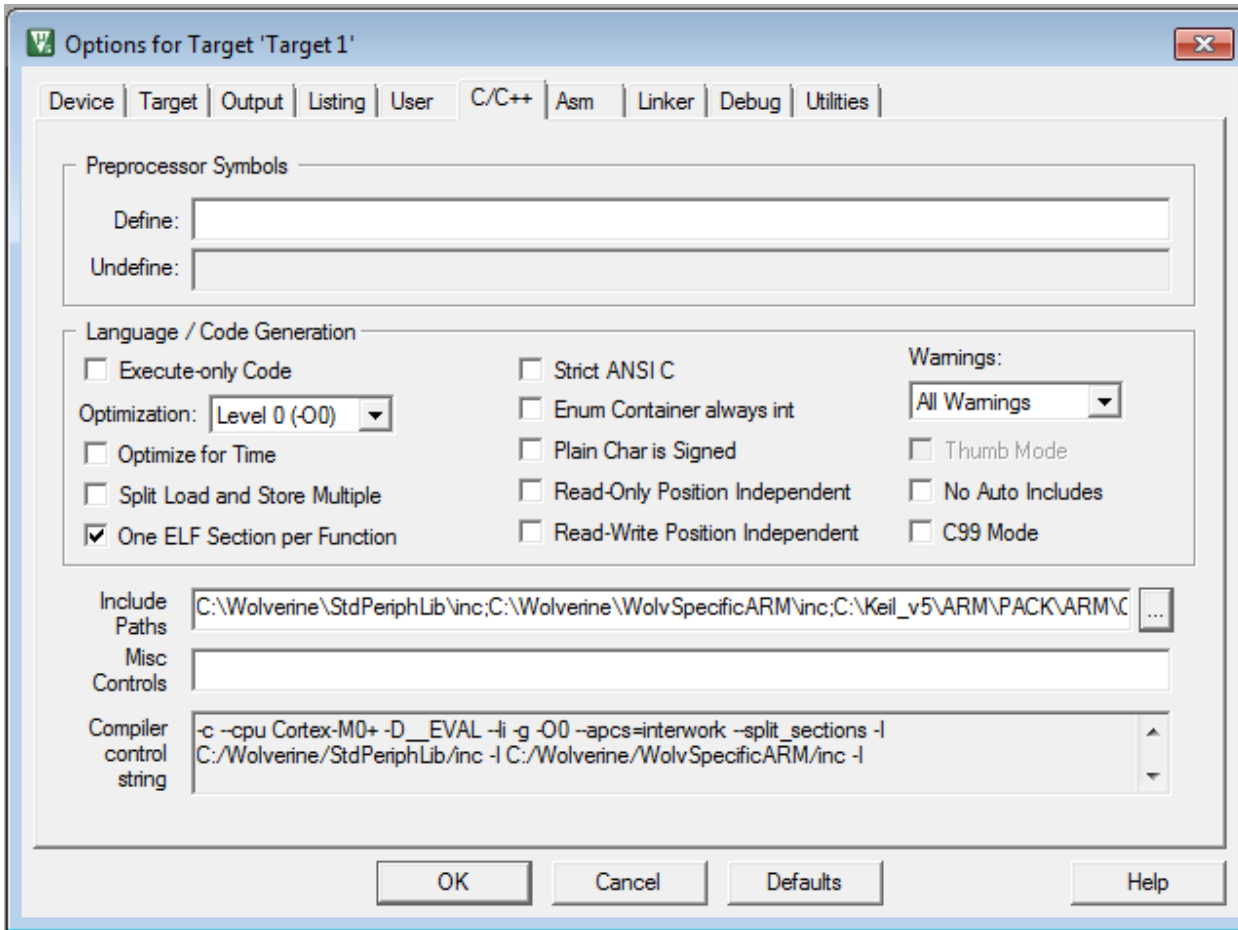 Options for Target 'Target 1'
Device Target Output Listing User C/C++ Asm Linker Debug Utilities
Preprocessor Symbols
Define:
Undefine:
Language / Code Generation
Execute-only Code
Optimization: Level 0 (-O0)
Optimize for Time
Split Load and Store Multiple
One ELF Section per Function
Strict ANSI C
Enum Container always int
Plain Char is Signed
Read-Only Position Independent
Read-Write Position Independent
Warnings:
All Warnings
Thumb Mode
No Auto Includes
C99 Mode
Include
Paths
C:\Wolverine\StdPeriphLib\inc;C:\Wolverine\WolvSpecificARM\inc;C:\Keil_v5\ARM\PACK\ARM\C
...
Misc
Controls
Compiler
control
string
-c --cpu Cortex-M0+ -D__EVAL --li -g -O0 --apcs=interwork --split_sections -I
C:/Wolverine/StdPeriphLib/inc -I C:/Wolverine/WolvSpecificARM/inc -I
OK Cancel Defaults Help